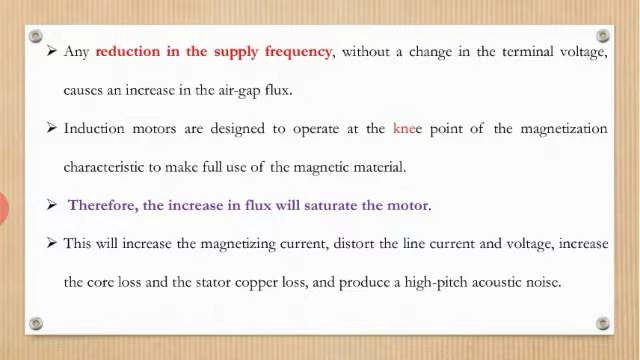 ➢ Any reduction in the supply frequency, without a change in the terminal voltage,
causes an increase in the air-gap flux.
➢ Induction motors are designed to operate at the knee point of the magnetization
characteristic to make full use of the magnetic material.
➢ Therefore, the increase in flux will saturate the motor.
➢ This will increase the magnetizing current, distort the line current and voltage, increase
the core loss and the stator copper loss, and produce a high-pitch acoustic noise.